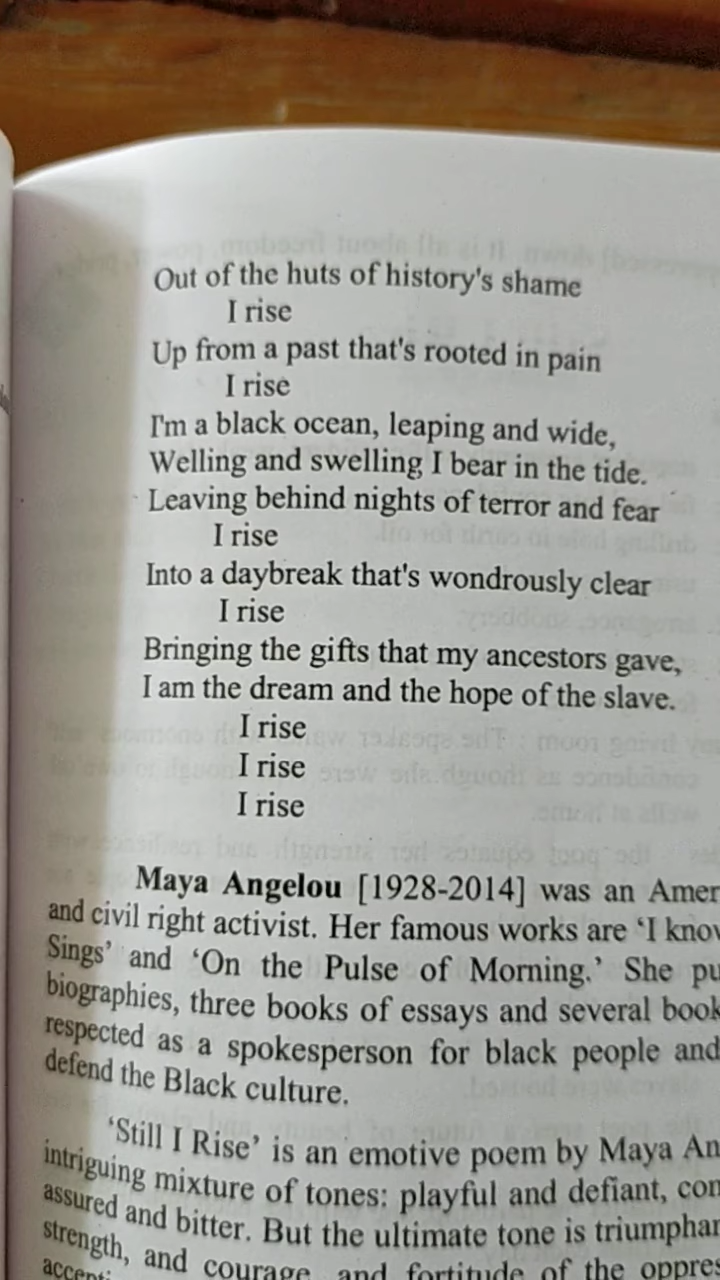 Out of the huts of history's shame
I rise
Up from a past that's rooted in pain
I rise
I'm a black ocean, leaping and wide,
Welling and swelling I bear in the tide.
Leaving behind nights of terror and fear
I rise
Into a daybreak that's wondrously clear
I rise
Bringing the gifts that my ancestors gave,
I am the dream and the hope of the slave.
I rise
I rise
I rise
Maya Angelou [1928-2014] was an Amer
and civil right activist. Her famous works are ‘I know
Sings’ and ‘On the Pulse of Morning.’ She pu
biographies, three books of essays and several book
respected as a spokesperson for black people and
defend the Black culture.
‘Still I Rise’ is an emotive poem by Maya An
intriguing mixture of tones: playful and defiant, con
assured and bitter. But the ultimate tone is triumphan
strength, and courage, and fortitude of the oppres